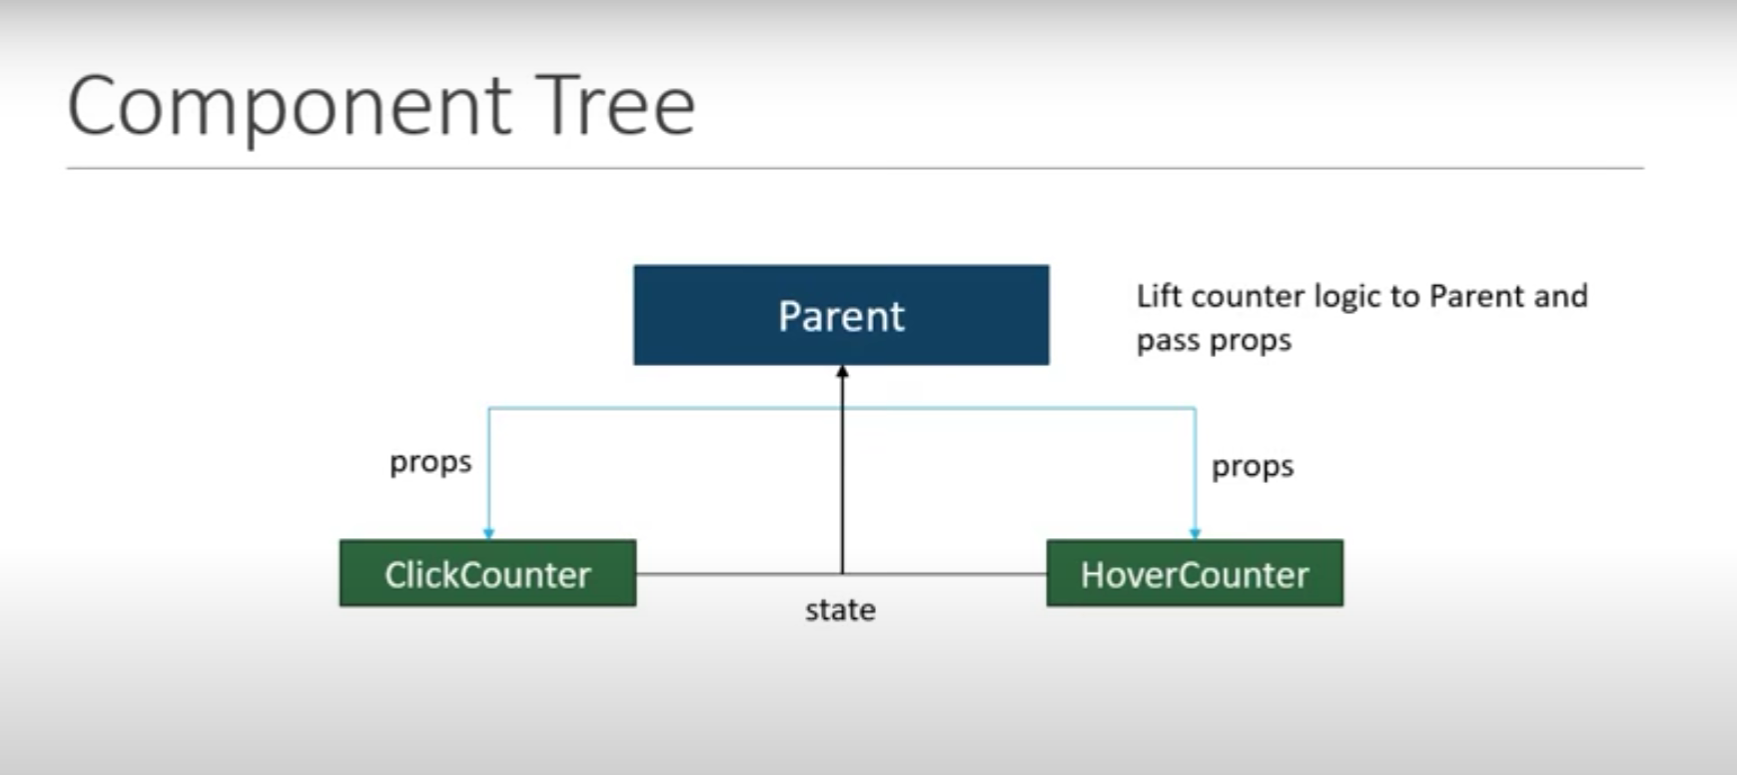 Component Tree
Parent
Lift counter logic to Parent and
pass props
props
props
ClickCounter
HoverCounter
state